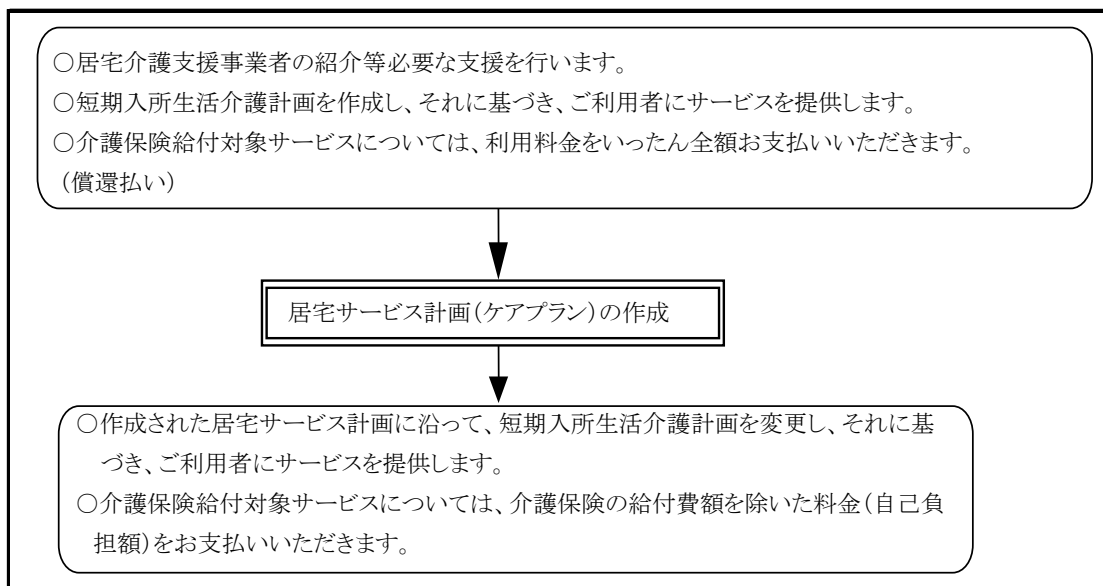 ○居宅介護支援事業者の紹介等必要な支援を行います。
○短期入所生活介護計画を作成し、それに基づき、ご利用者にサービスを提供します。
○介護保険給付対象サービスについては、利用料金をいったん全額お支払いいただきます。
(償還払い)
居宅サービス計画(ケアプラン)の作成
○作成された居宅サービス計画に沿って、短期入所生活介護計画を変更し、それに基
づき、ご利用者にサービスを提供します。
○介護保険給付対象サービスについては、介護保険の給付費額を除いた料金(自己負
担額)をお支払いいただきます。